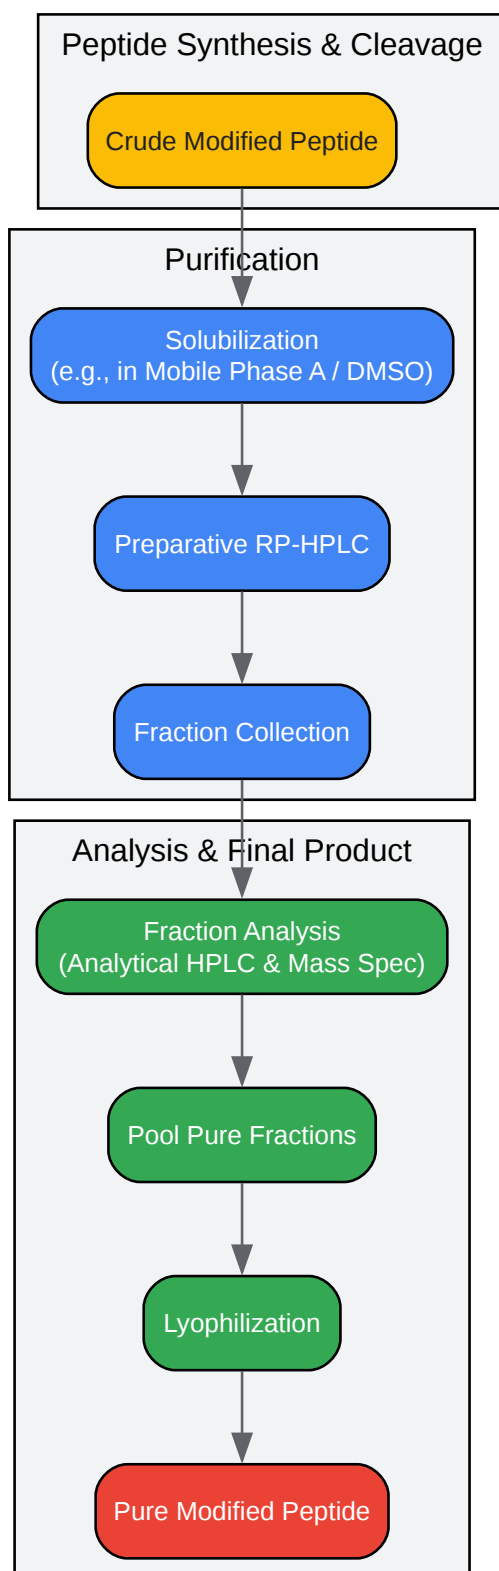 Peptide Synthesis & Cleavage
Crude Modified Peptide
Purification
Solubilization
(e.g., in Mobile Phase A / DMSO)
Preparative RP-HPLC
Fraction Collection
Analysis & Final Product
Fraction Analysis
(Analytical HPLC & Mass Spec)
Pool Pure Fractions
Lyophilization
Pure Modified Peptide